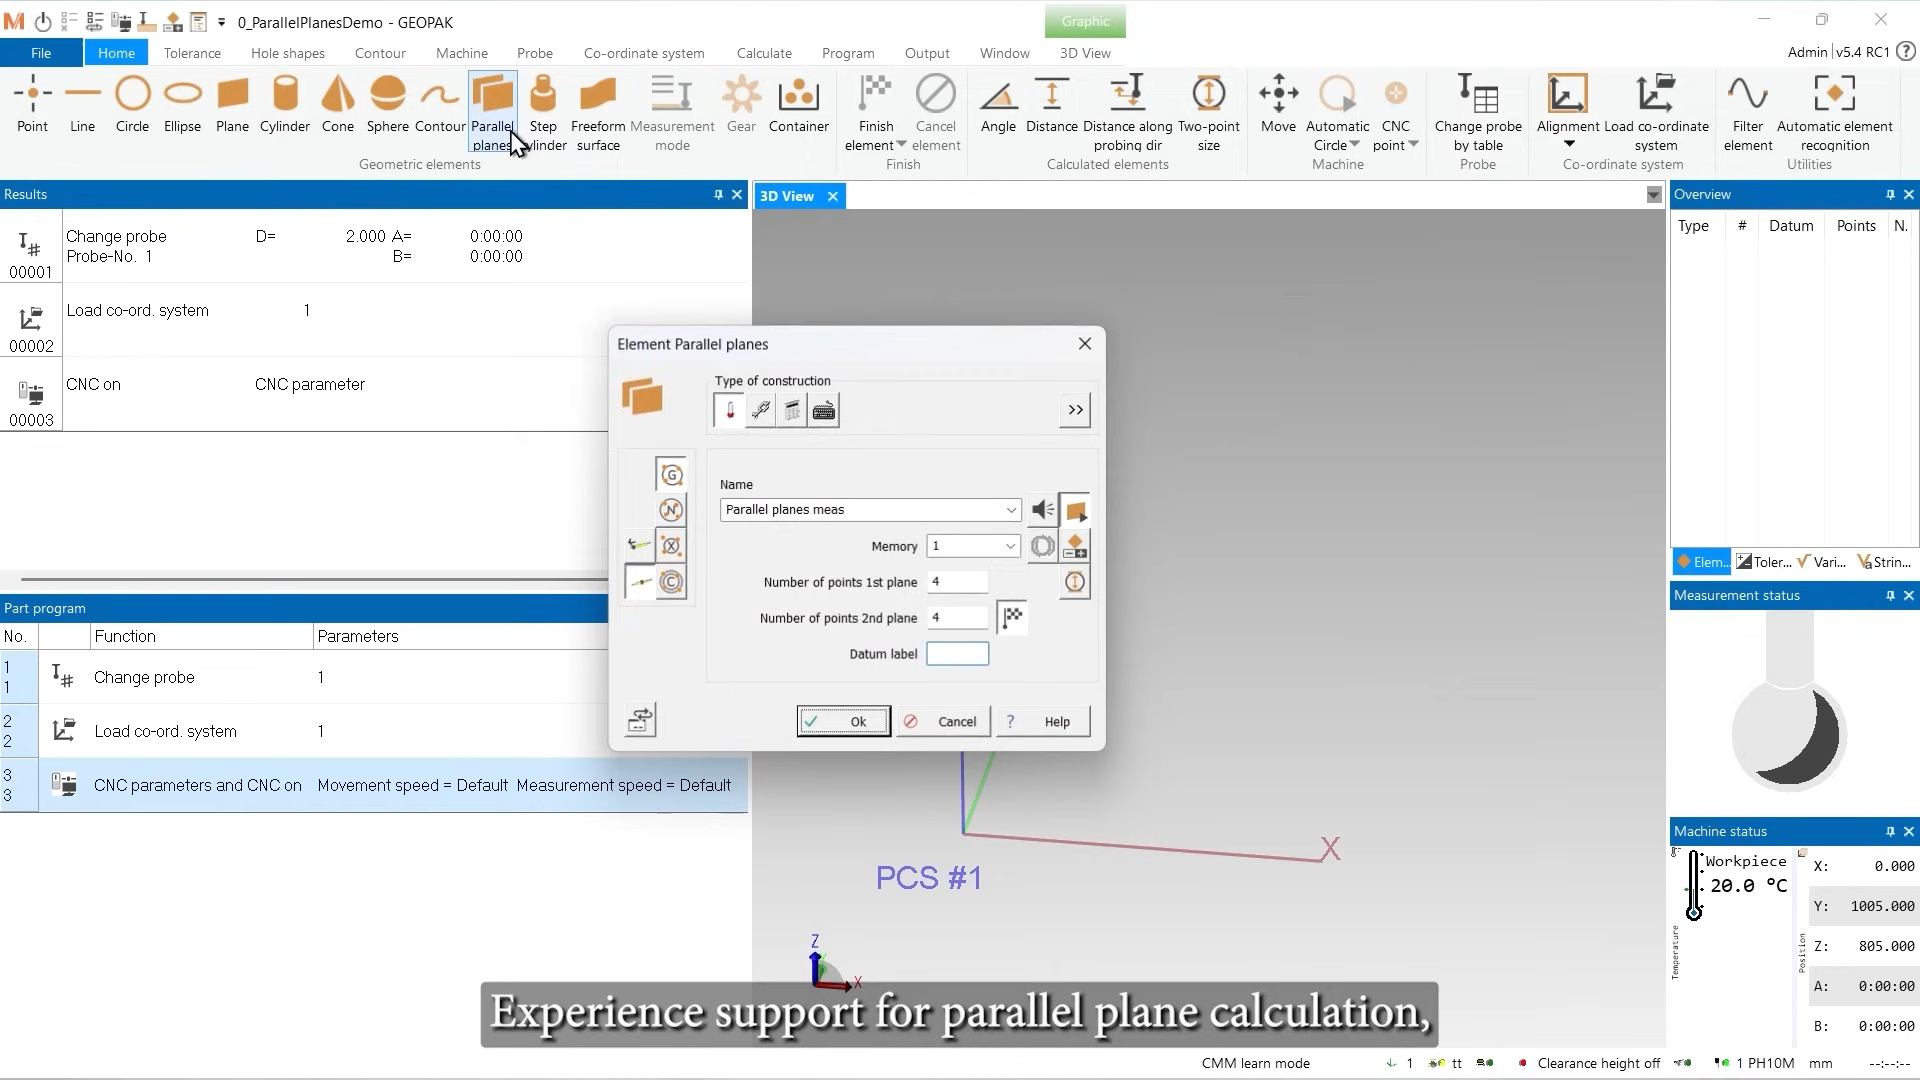 0_ParallelPlanesDemo - GEOPAK
Graphic
File Home Tolerance Hole shapes Contour Machine Probe Co-ordinate system Calculate Program Output Window 3D View
Admin v5.4 RC1
Point Line Circle Ellipse Plane Cylinder Cone Sphere Contour Parallel planes Step ylinder Freeform surface Measurement mode Gear Container
Finish element Cancel element
Angle Distance Distance along probing dir Two-point size
Move Automatic Circle CNC point
Change probe by table
Alignment Load co-ordinate system
Filter element Automatic element recognition
Geometric elements Finish Calculated elements Machine Probe Co-ordinate system Utilities
Results
00001 Change probe D= 2.000 A= 0:00:00
Probe-No. 1 B= 0:00:00
00002 Load co-ord. system 1
00003 CNC on CNC parameter
Part program
No. Function Parameters
1 1 Change probe 1
2 2 Load co-ord. system 1
3 3 CNC parameters and CNC on Movement speed = Default Measurement speed = Default
3D View
Element Parallel planes
Type of construction
>>
G
N
X
C
Name
Parallel planes meas
Memory 1
Number of points 1st plane 4
Number of points 2nd plane 4
Datum label
Ok Cancel ? Help
X
PCS #1
Z
X
Overview
Type # Datum Points N.
Elem... Toler... Vari... Strin...
Measurement status
Machine status
Workpiece
20.0 °C
Temperature
Position
X: 0.000
Y: 1005.000
Z: 805.000
A: 0:00:00
B: 0:00:00
Experience support for parallel plane calculation,
CMM learn mode 1 tt Clearance height off 1 PH10M mm --:--:--